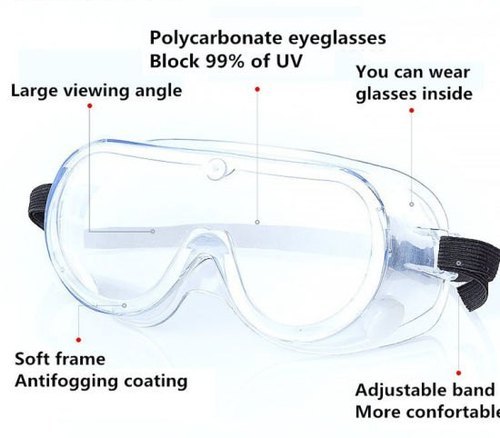 Polycarbonate eyeglasses
Block 99% of UV
You can wear
glasses inside
Large viewing angle
Soft frame
Antifogging coating
Adjustable band
More confortable